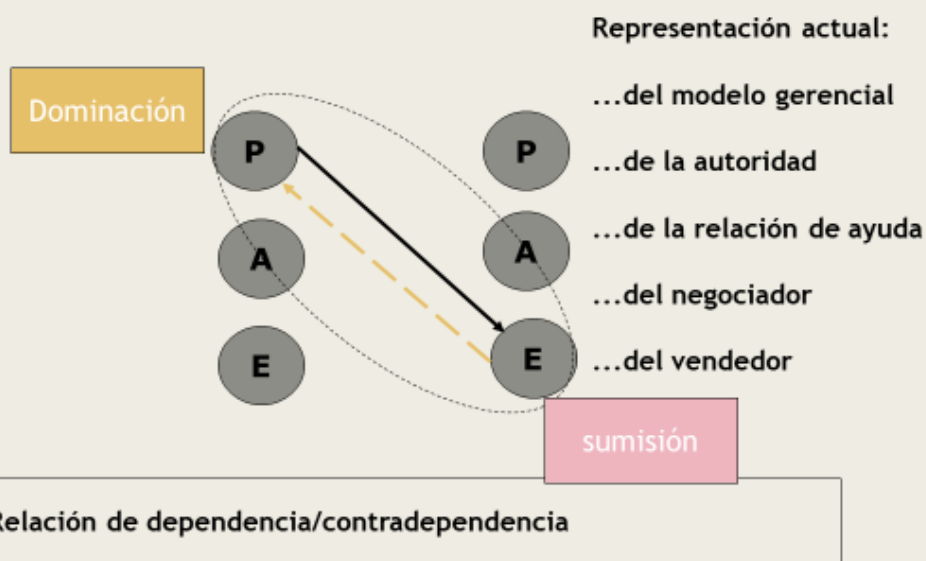 Representación actual:
Dominación
...del modelo gerencial
P
P
...de la autoridad
A
A
...de la relación de ayuda
...del negociador
E
E
...del vendedor
sumisión
Relación de dependencia/contradependencia